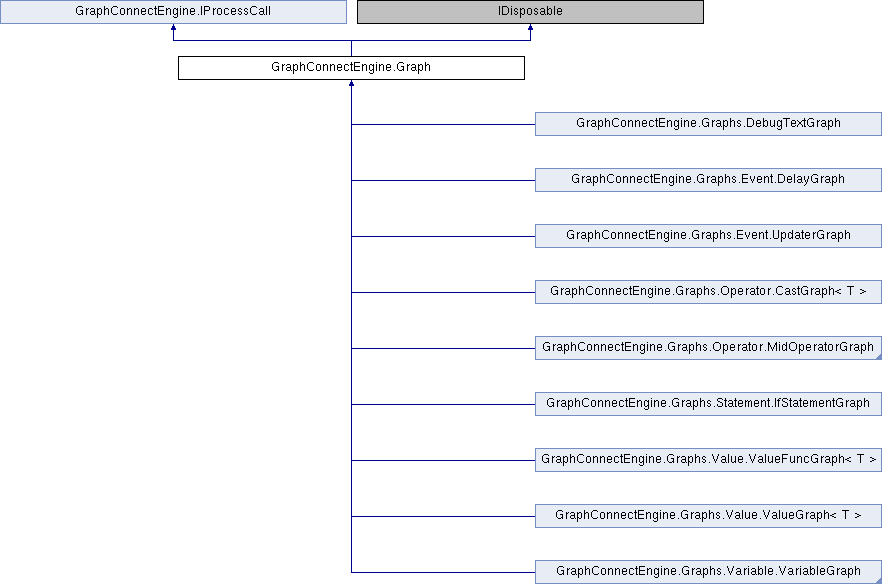 GraphConnectEngine.IProcessCall
IDisposable
GraphConnectEngine.Graph
GraphConnectEngine.Graphs.DebugTextGraph
GraphConnectEngine.Graphs.Event.DelayGraph
GraphConnectEngine.Graphs.Event.UpdaterGraph
GraphConnectEngine.Graphs.Operator.CastGraph< T >
GraphConnectEngine.Graphs.Operator.MidOperatorGraph
GraphConnectEngine.Graphs.Statement.IfStatementGraph
GraphConnectEngine.Graphs.Value.ValueFuncGraph< T >
GraphConnectEngine.Graphs.Value.ValueGraph< T >
GraphConnectEngine.Graphs.Variable.VariableGraph